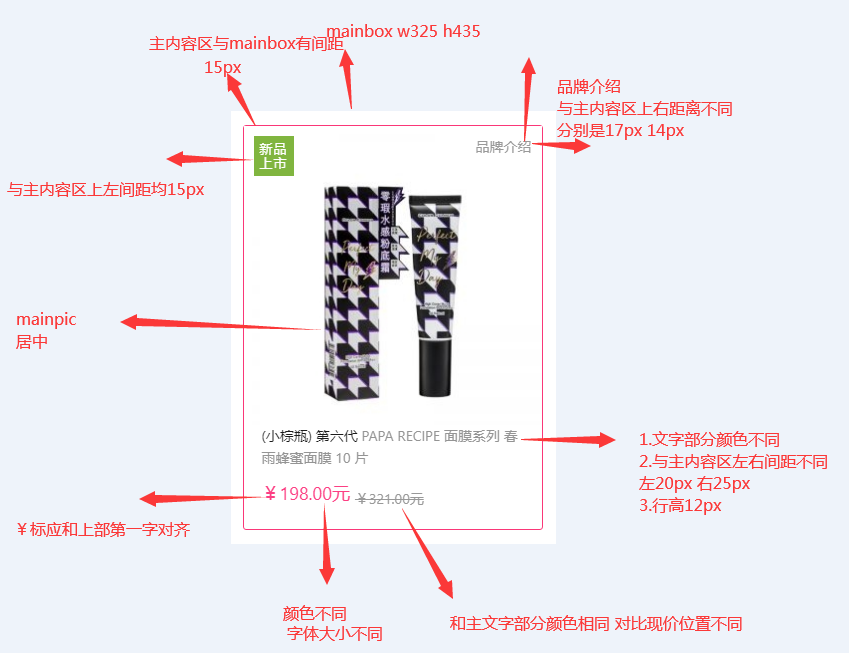 mainbox w325 h435
主内容区与mainbox有间距
15px
品牌介绍
与主内容区上右距离不同
分别是17px 14px
新品
上市
品牌介绍
与主内容区上左间距均15px
零瑕水感粉底霜
Perfect
My
Day
Perfect
My
Day
mainpic
居中
(小棕瓶) 第六代 PAPA RECIPE 面膜系列 春
雨蜂蜜面膜 10 片
1.文字部分颜色不同
2.与主内容区左右间距不同
左20px 右25px
3.行高12px
￥198.00元 ￥321.00元
￥标应和上部第一字对齐
颜色不同
字体大小不同
和主文字部分颜色相同 对比现价位置不同